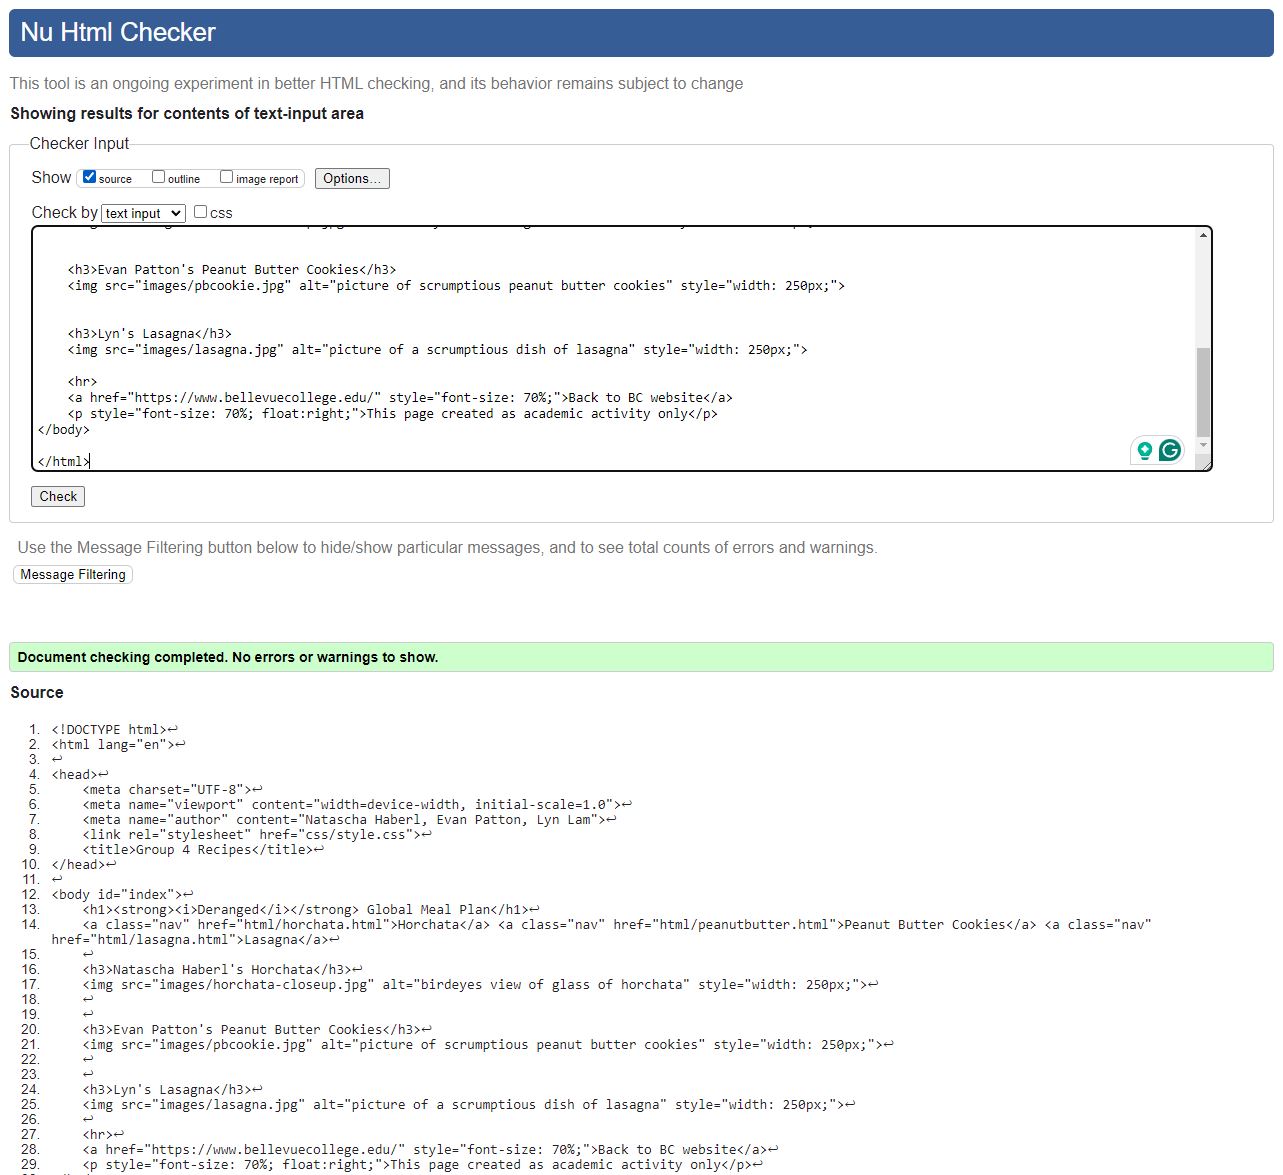 Nu Html Checker
This tool is an ongoing experiment in better HTML checking, and its behavior remains subject to change
Showing results for contents of text-input area
Checker Input
Show source outline image report Options...
Check by text input css
<h3>Evan Patton's Peanut Butter Cookies</h3>
<img src="images/pbcookie.jpg" alt="picture of scrumptious peanut butter cookies" style="width: 250px;">
<h3>Lyn's Lasagna</h3>
<img src="images/lasagna.jpg" alt="picture of a scrumptious dish of lasagna" style="width: 250px;">
<hr>
<a href="https://www.bellevuecollege.edu/" style="font-size: 70%;">Back to BC website</a>
<p style="font-size: 70%; float:right;">This page created as academic activity only</p>
</body>
</html>
Check
Use the Message Filtering button below to hide/show particular messages, and to see total counts of errors and warnings.
Message Filtering
Document checking completed. No errors or warnings to show.
Source
1. <!DOCTYPE html>↩
2. <html lang="en">↩
3. ↩
4. <head>↩
5. <meta charset="UTF-8">↩
6. <meta name="viewport" content="width=device-width, initial-scale=1.0">↩
7. <meta name="author" content="Natascha Haberl, Evan Patton, Lyn Lam">↩
8. <link rel="stylesheet" href="css/style.css">↩
9. <title>Group 4 Recipes</title>↩
10. </head>↩
11. ↩
12. <body id="index">↩
13. <h1><strong><i>Deranged</i></strong> Global Meal Plan</h1>↩
14. <a class="nav" href="html/horchata.html">Horchata</a> <a class="nav" href="html/peanutbutter.html">Peanut Butter Cookies</a> <a class="nav"
href="html/lasagna.html">Lasagna</a>↩
15. ↩
16. <h3>Natascha Haberl's Horchata</h3>↩
17. <img src="images/horchata-closeup.jpg" alt="birdeyes view of glass of horchata" style="width: 250px;">↩
18. ↩
19. ↩
20. <h3>Evan Patton's Peanut Butter Cookies</h3>↩
21. <img src="images/pbcookie.jpg" alt="picture of scrumptious peanut butter cookies" style="width: 250px;">↩
22. ↩
23. ↩
24. <h3>Lyn's Lasagna</h3>↩
25. <img src="images/lasagna.jpg" alt="picture of a scrumptious dish of lasagna" style="width: 250px;">↩
26. ↩
27. <hr>↩
28. <a href="https://www.bellevuecollege.edu/" style="font-size: 70%;">Back to BC website</a>↩
29. <p style="font-size: 70%; float:right;">This page created as academic activity only</p>↩